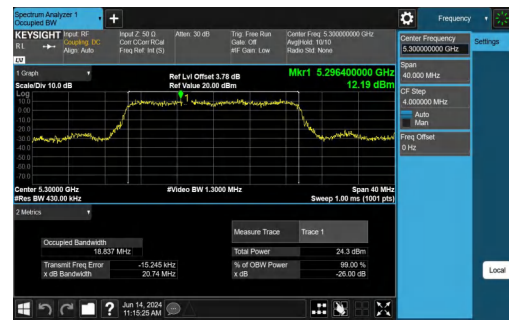 Spectrum Analyzer 1
Occupied BW
Frequency
KEYSIGHT Input: RF Input Z: 50 Ω Atten: 30 dB Trig: Free Run Center Freq: 5.300000000 GHz
RL Coupling: DC Corr CCorr RCal Gate: Off Avg|Hold: 10/10
Align: Auto Freq Ref: Int (S) #IF Gain: Low Radio Std: None
Center Frequency
5.300000000 GHz
Settings
Span
40.000 MHz
CF Step
4.000000 MHz
Auto
Man
Freq Offset
0 Hz
Local
1 Graph Ref Lvl Offset 3.78 dB Mkr1 5.296400000 GHz
Scale/Div 10.0 dB Ref Value 20.00 dBm 12.19 dBm
Log
10.0
0.00
-10.0
-20.0
-30.0
-40.0
-50.0
-60.0
-70.0
1
Center 5.30000 GHz #Video BW 1.3000 MHz Span 40 MHz
#Res BW 430.00 kHz Sweep 1.00 ms (1001 pts)
2 Metrics
Measure Trace Trace 1
Occupied Bandwidth
18.837 MHz Total Power 24.3 dBm
Transmit Freq Error -15.245 kHz % of OBW Power 99.00 %
x dB Bandwidth 20.74 MHz x dB -26.00 dB
Jun 14, 2024
11:15:25 AM